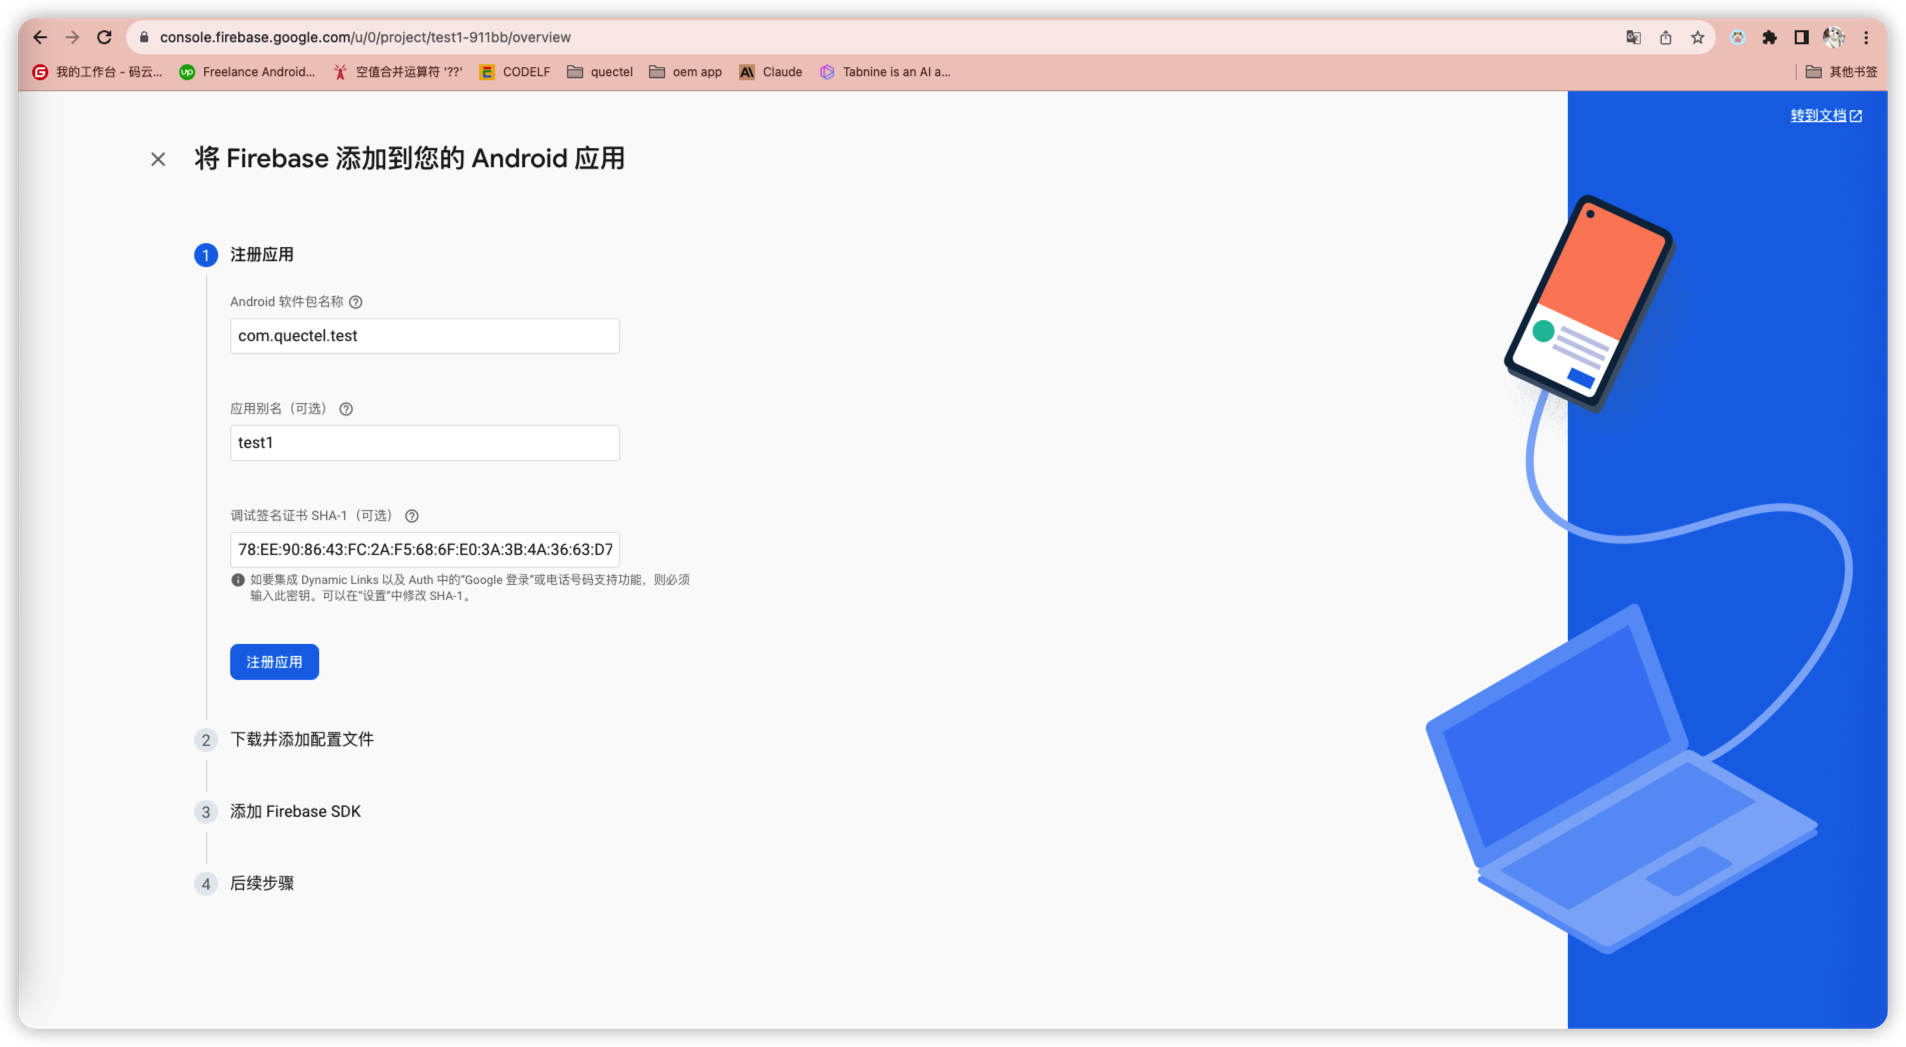 console.firebase.google.com/u/0/project/test1-911bb/overview
我的工作台 - 码云... Freelance Android... 空值合并运算符 '??' CODELF quectel oem app Claude Tabnine is an AI a... 其他书签
转到文档
将 Firebase 添加到您的 Android 应用
1 注册应用
Android 软件包名称
com.quectel.test
应用别名（可选）
test1
调试签名证书 SHA-1（可选）
78:EE:90:86:43:FC:2A:F5:68:6F:E0:3A:3B:4A:36:63:D7
如要集成 Dynamic Links 以及 Auth 中的“Google 登录”或电话号码支持功能，则必须
输入此密钥。可以在“设置”中修改 SHA-1。
注册应用
2 下载并添加配置文件
3 添加 Firebase SDK
4 后续步骤